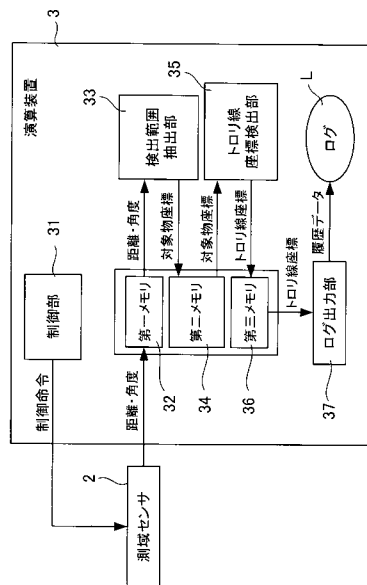 3
演算装置
31
制御部
制御命令
2
測域センサ
距離・角度
第一メモリ
32
第二メモリ
34
第三メモリ
36
距離・角度
対象物座標
対象物座標
トロリ線座標
33
検出範囲
抽出部
35
トロリ線
座標検出部
トロリ線座標
ログ出力部
37
履歴データ
ログ
L